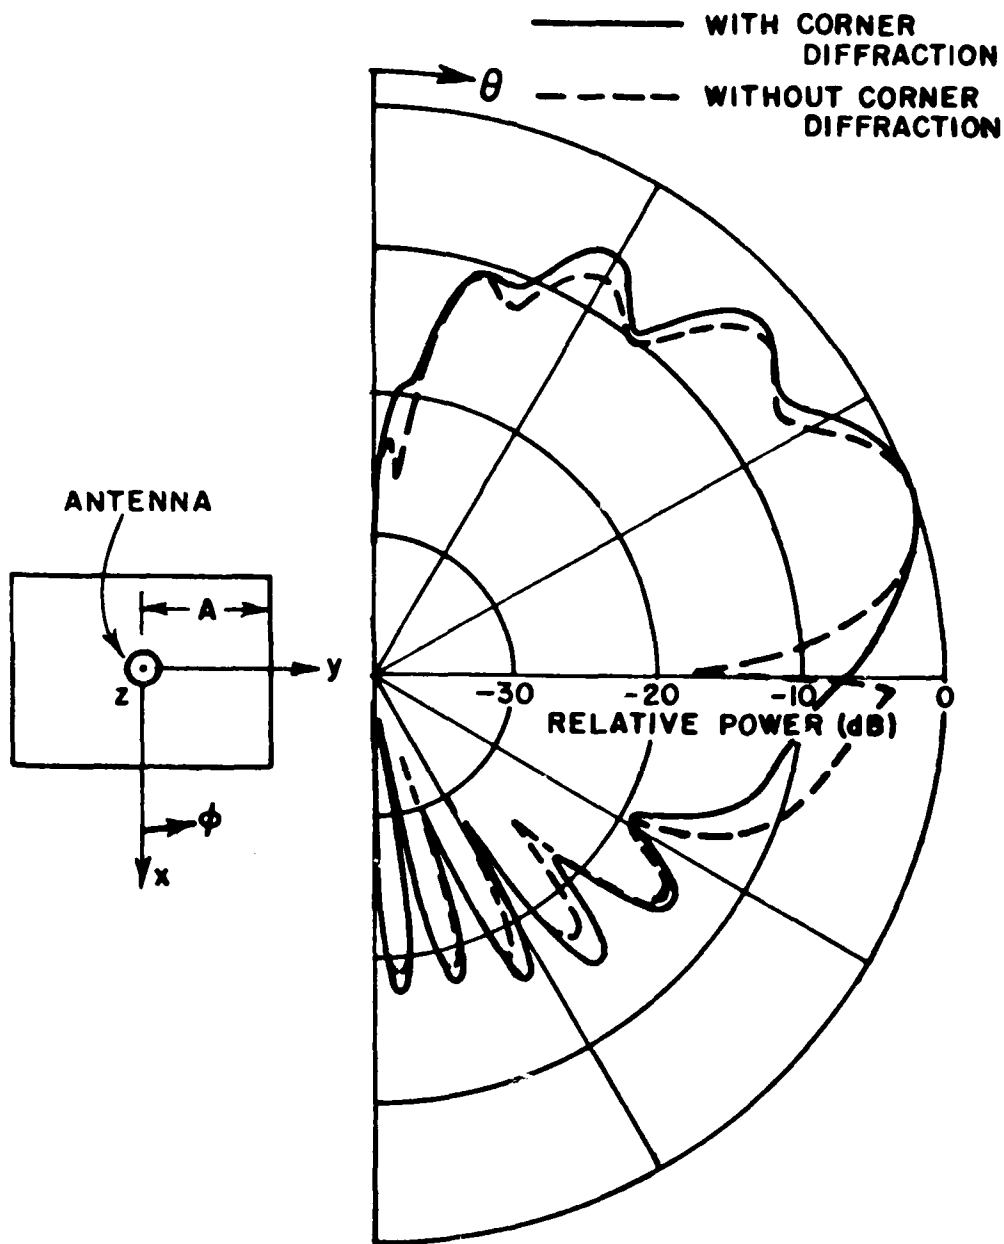 WITH CORNER
DIFFRACTION
θ
WITHOUT CORNER
DIFFRACTION
ANTENNA
A
y
z
-30
-20
-10
0
RELATIVE POWER (dB)
ϕ
x